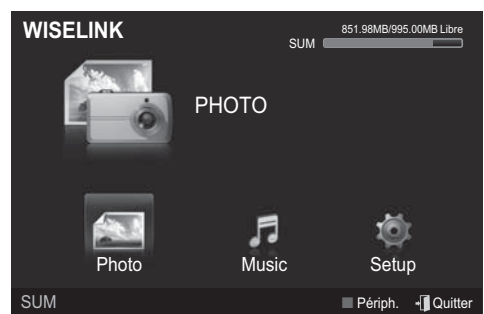 WISELINK
851.98MB/995.00MB Libre
SUM
PHOTO
Photo Music Setup
SUM Périph. Quitter